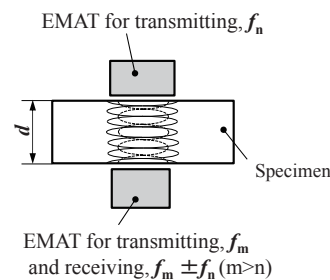 EMAT for transmitting, fn
d
Specimen
EMAT for transmitting, fm
and receiving, fm ±fn (m>n)